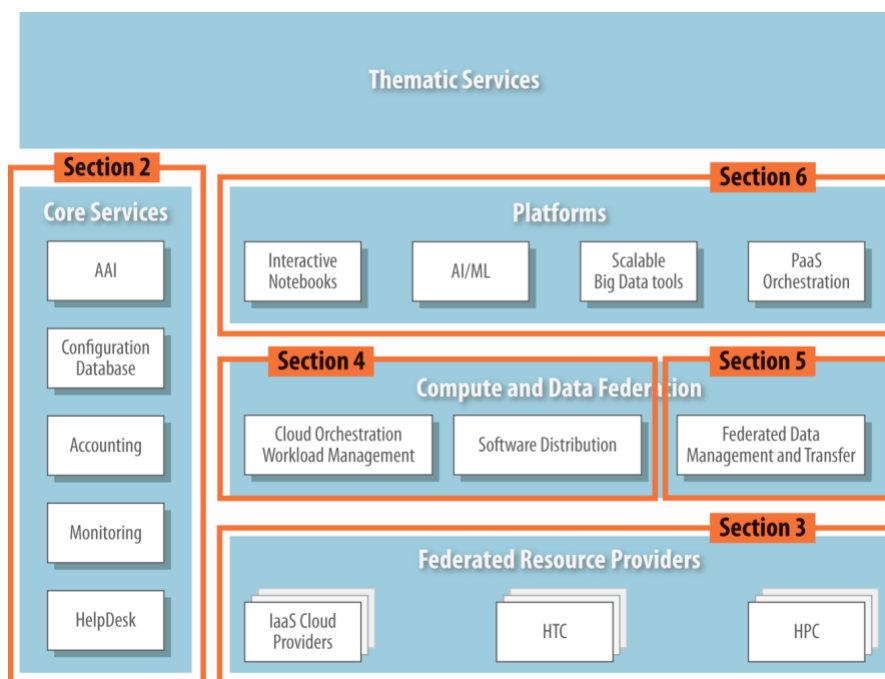 Thematic Services
Section 2
Core Services
AAI
Configuration
Database
Accounting
Monitoring
HelpDesk
Section 6
Platforms
Interactive
Notebooks
AI/ML
Scalable
Big Data tools
PaaS
Orchestration
Section 4
Section 5
Compute and Data Federation
Cloud Orchestration
Workload Management
Software Distribution
Federated Data
Management and Transfer
Section 3
Federated Resource Providers
IaaS Cloud
Providers
HTC
HPC